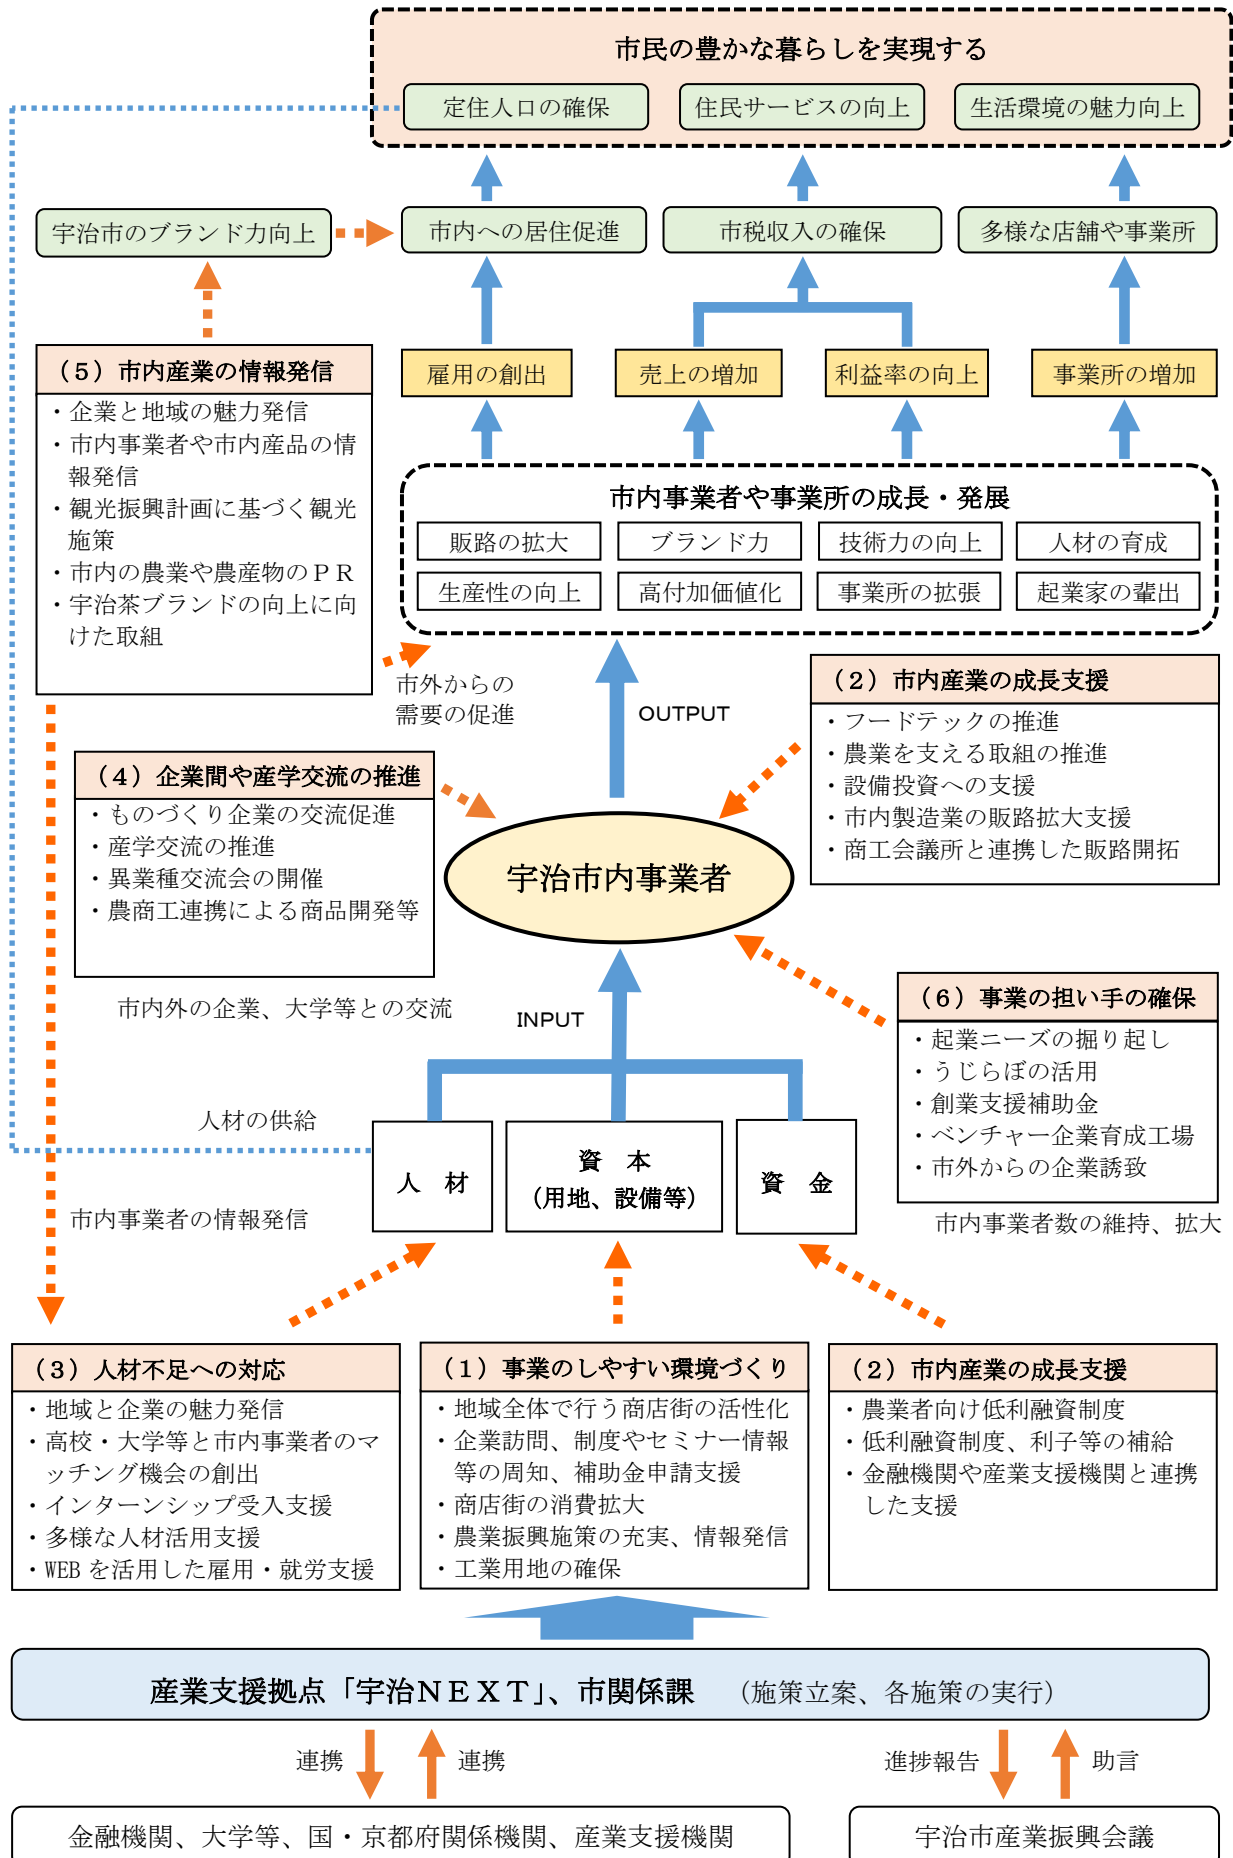 市民の豊かな暮らしを実現する
定住人口の確保
住民サービスの向上
生活環境の魅力向上
宇治市のブランド力向上
市内への居住促進
市税収入の確保
多様な店舗や事業所
雇用の創出
売上の増加
利益率の向上
事業所の増加
(5)市内産業の情報発信
・企業と地域の魅力発信
・市内事業者や市内産品の情
報発信
・観光振興計画に基づく観光
施策
・市内の農業や農産物のPR
・宇治茶ブランドの向上に向
けた取組
市内事業者や事業所の成長・発展
販路の拡大
ブランド力
技術力の向上
人材の育成
生産性の向上
高付加価値化
事業所の拡張
起業家の輩出
市外からの
需要の促進
OUTPUT
(2)市内産業の成長支援
・フードテックの推進
・農業を支える取組の推進
・設備投資への支援
・市内製造業の販路拡大支援
・商工会議所と連携した販路開拓
(4)企業間や産学交流の推進
・ものづくり企業の交流促進
・産学交流の推進
・異業種交流会の開催
・農商工連携による商品開発等
宇治市内事業者
市内外の企業、大学等との交流
INPUT
(6)事業の担い手の確保
・起業ニーズの掘り起し
・うじらぼの活用
・創業支援補助金
・ベンチャー企業育成工場
・市外からの企業誘致
市内事業者数の維持、拡大
人材の供給
人 材
資 本
(用地、設備等)
資 金
市内事業者の情報発信
(3)人材不足への対応
・地域と企業の魅力発信
・高校・大学等と市内事業者のマ
ッチング機会の創出
・インターンシップ受入支援
・多様な人材活用支援
・WEBを活用した雇用・就労支援
(1)事業のしやすい環境づくり
・地域全体で行う商店街の活性化
・企業訪問、制度やセミナー情報
等の周知、補助金申請支援
・商店街の消費拡大
・農業振興施策の充実、情報発信
・工業用地の確保
(2)市内産業の成長支援
・農業者向け低利融資制度
・低利融資制度、利子等の補給
・金融機関や産業支援機関と連携
した支援
産業支援拠点「宇治NEXT」、市関係課 (施策立案、各施策の実行)
連携
連携
進捗報告
助言
金融機関、大学等、国・京都府関係機関、産業支援機関
宇治市産業振興会議